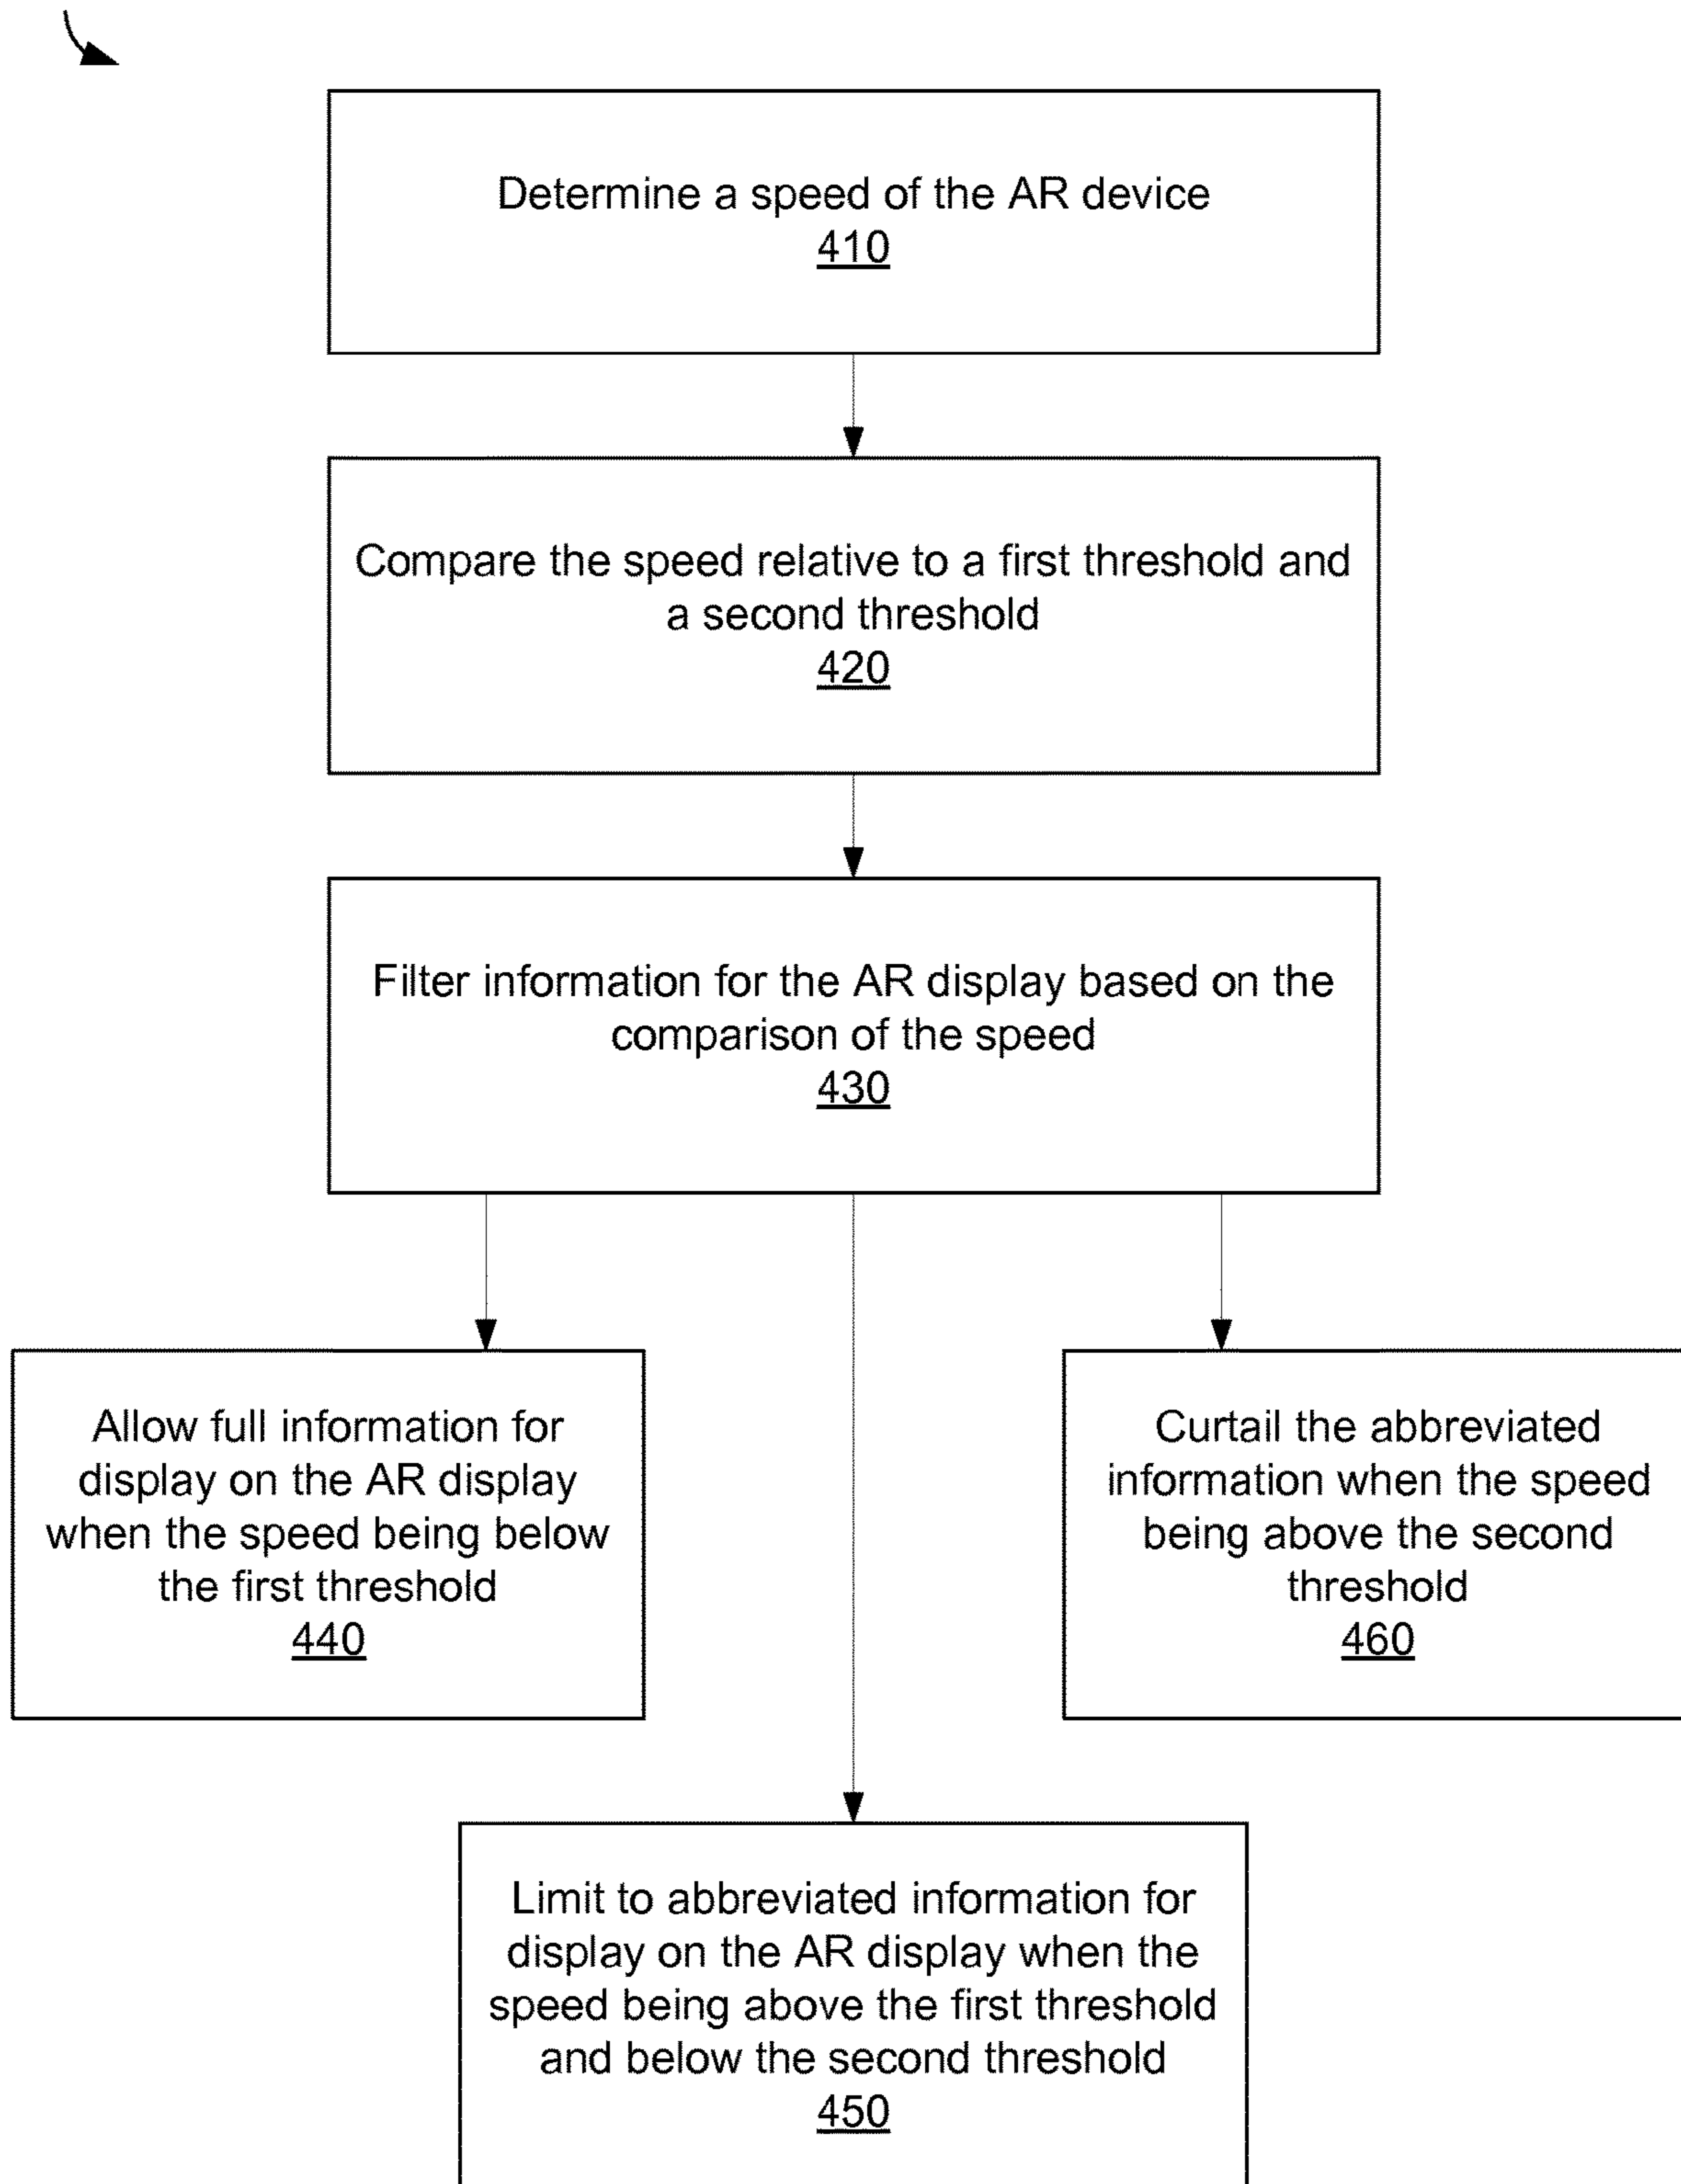 Determine a speed of the AR device
410
Compare the speed relative to a first threshold and
a second threshold
420
Filter information for the AR display based on the
comparison of the speed
430
Allow full information for
display on the AR display
when the speed being below
the first threshold
440
Curtail the abbreviated
information when the speed
being above the second
threshold
460
Limit to abbreviated information for
display on the AR display when the
speed being above the first threshold
and below the second threshold
450